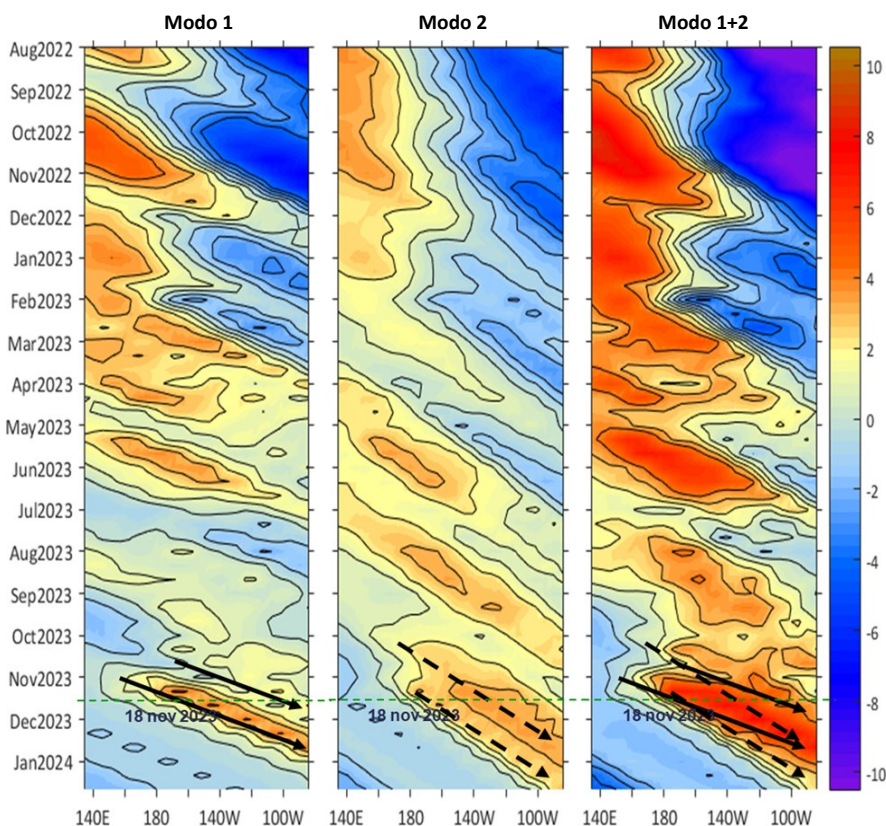 Modo 1
Modo 2
Modo 1+2
Aug2022
Sep2022
Oct2022
Nov2022
Dec2022
Jan2023
Feb2023
Mar2023
Apr2023
May2023
Jun2023
Jul2023
Aug2023
Sep2023
Oct2023
Nov2023
Dec2023
Jan2024
18 nov 2023
18 nov 2023
18 nov 2023
140E 180 140W 100W
140E 180 140W 100W
140E 180 140W 100W
10
8
6
4
2
0
-2
-4
-6
-8
-10